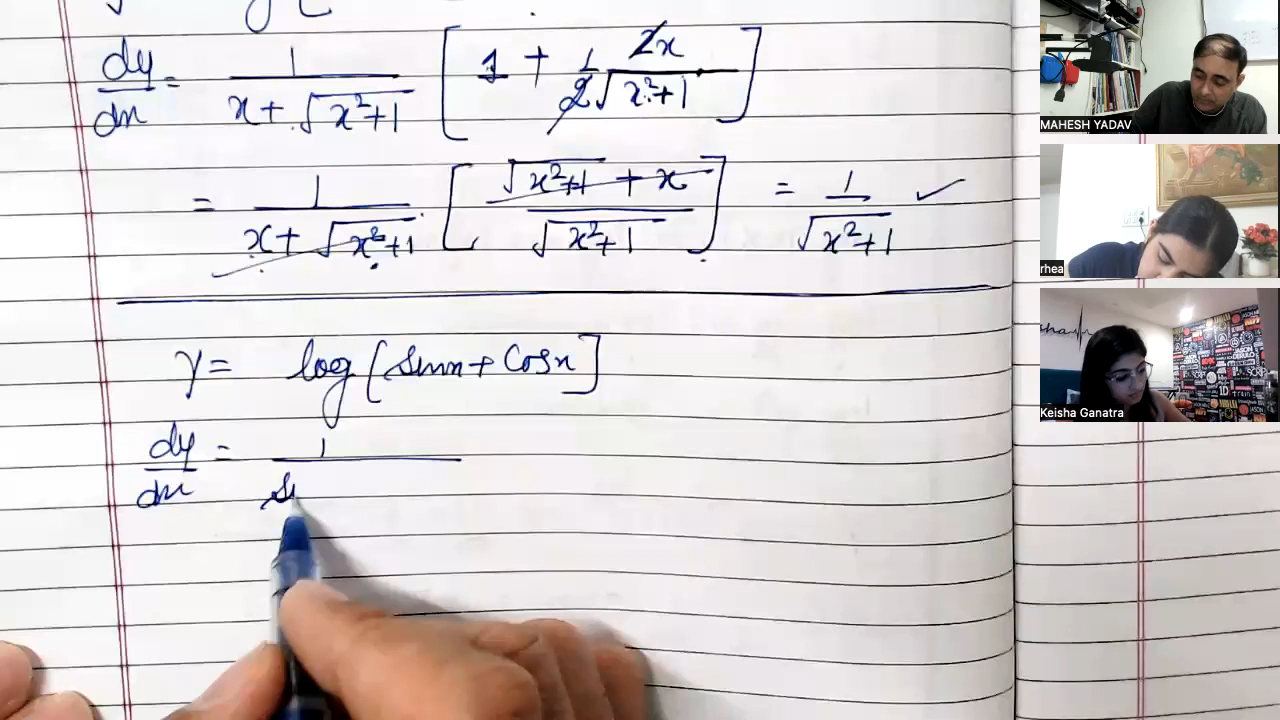 dy/dx = 1/(x + √(x²+1)) [ 1 + 1/(2√(x²+1)) 2x ]
= 1/(x + √(x²+1)) [ (√(x²+1) + x)/√(x²+1) ] = 1/√(x²+1) ✓
y = log [ sinx + cosx ]
dy/dx = 1/s
MAHESH YADAV
rhea
Keisha Ganatra